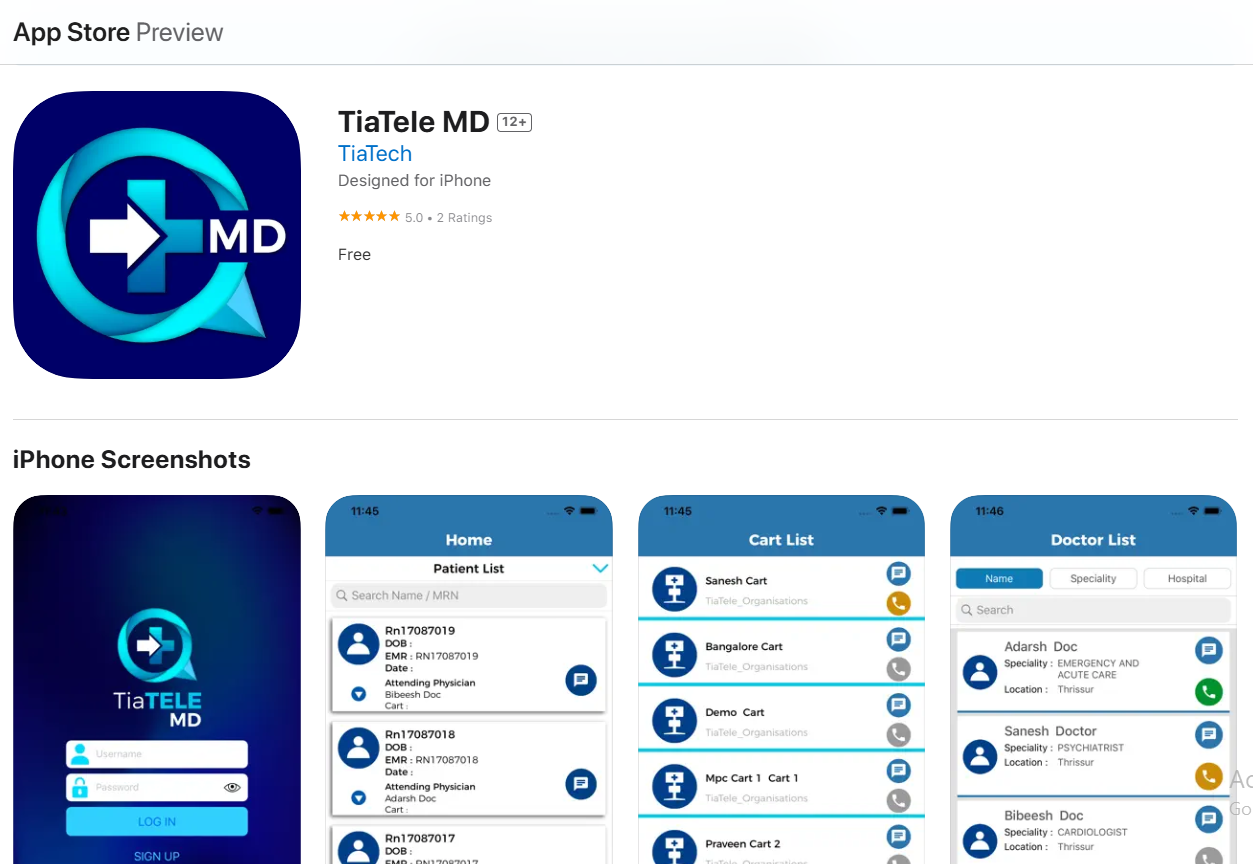 App Store Preview
MD
TiaTele MD 12+
TiaTech
Designed for iPhone
★★★★★ 5.0 • 2 Ratings
Free
iPhone Screenshots
TiaTELE
MD
Username
Password
LOG IN
SIGN UP
11:45
Home
Patient List
Search Name / MRN
Rn17087019
DOB :
EMR : RN17087019
Date :
Attending Physician
Bibeesh Doc
Cart :
Rn17087018
DOB :
EMR : RN17087018
Date :
Attending Physician
Adarsh Doc
Cart :
Rn17087017
DOB :
EMR : RN17087017
11:45
Cart List
Sanesh Cart
TiaTele_Organisations
Bangalore Cart
TiaTele_Organisations
Demo Cart
TiaTele_Organisations
Mpc Cart 1 Cart 1
TiaTele_Organisations
Praveen Cart 2
TiaTele_Organisations
11:46
Doctor List
Name Speciality Hospital
Search
Adarsh Doc
Speciality : EMERGENCY AND
ACUTE CARE
Location : Thrissur
Sanesh Doctor
Speciality : PSYCHIATRIST
Location : Thrissur
Bibeesh Doc
Speciality : CARDIOLOGIST
Location : Thrissur
Ac
Go